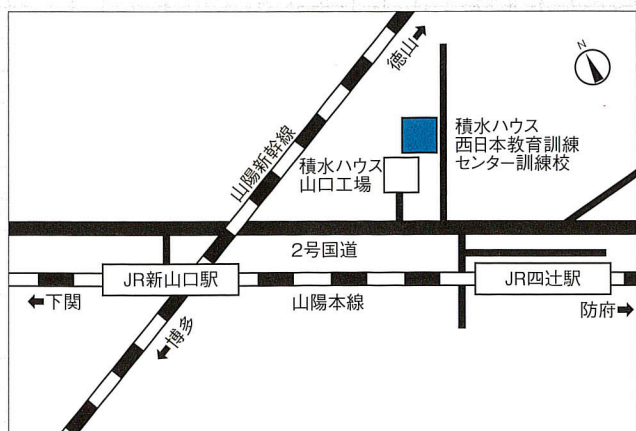 徳山
N
積水ハウス
西日本教育訓練
センター訓練校
積水ハウス
山口工場
山陽新幹線
2号国道
JR新山口駅
JR四辻駅
下関
山陽本線
防府
博多